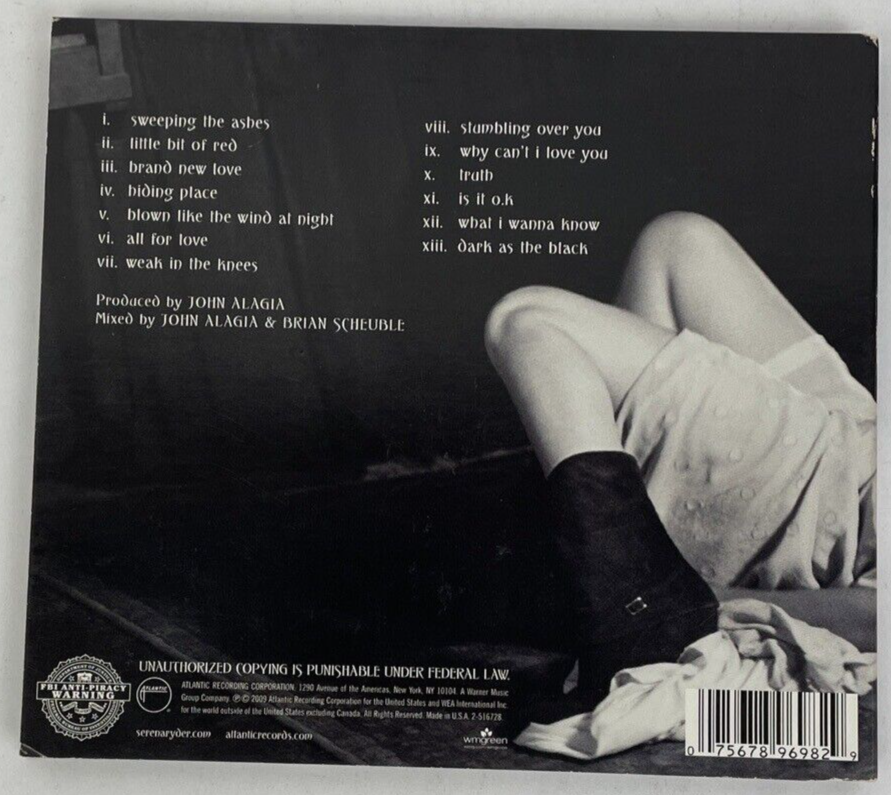 i. sweeping the ashes
ii. little bit of red
iii. brand new love
iv. hiding place
v. blown like the wind at night
vi. all for love
vii. weak in the knees
Produced by JOHN ALAGIA
Mixed by JOHN ALAGIA & BRIAN SCHEUBLE
viii. stumbling over you
ix. why can't i love you
x. truth
xi. is it o.k
xii. what i wanna know
xiii. dark as the black
FBI ANTI-PIRACY
WARNING
UNAUTHORIZED COPYING IS PUNISHABLE UNDER FEDERAL LAW.
ATLANTIC
ATLANTIC RECORDING CORPORATION, 1290 Avenue of the Americas, New York, NY 10104. A Warner Music
Group Company. ℗ © 2009 Atlantic Recording Corporation for the United States and WEA International Inc.
for the world outside of the United States excluding Canada. All Rights Reserved. Made in U.S.A. 2-516728
serenaryder.com atlanticrecords.com
wmgreen
0 75678 96982 9